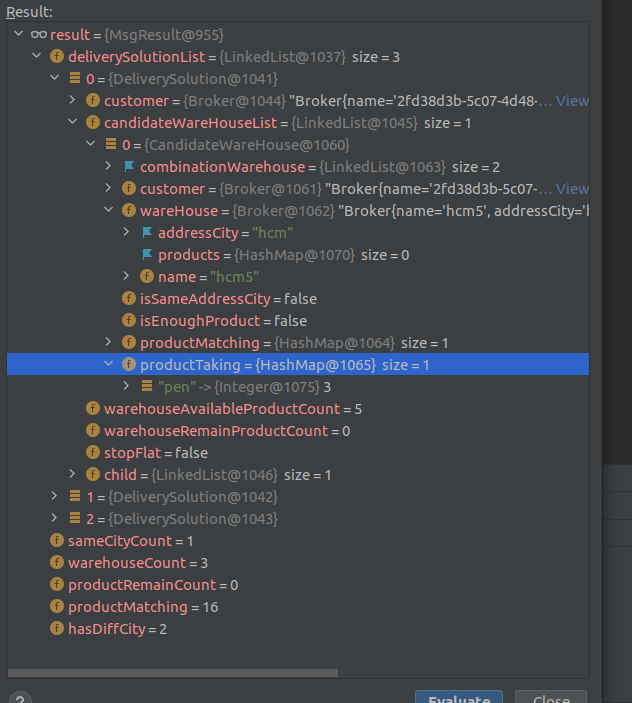 Result:
result = {MsgResult@955}
deliverySolutionList = {LinkedList@1037} size = 3
0 = {DeliverySolution@1041}
customer = {Broker@1044} "Broker{name='2fd38d3b-5c07-4d48-... View
candidateWareHouseList = {LinkedList@1045} size = 1
0 = {CandidateWareHouse@1060}
combinationWarehouse = {LinkedList@1063} size = 2
customer = {Broker@1061} "Broker{name='2fd38d3b-5c07-... View
wareHouse = {Broker@1062} "Broker{name='hcm5', addressCity='h
addressCity = "hcm"
products = {HashMap@1070} size = 0
name = "hcm5"
isSameAddressCity = false
isEnoughProduct = false
productMatching = {HashMap@1064} size = 1
productTaking = {HashMap@1065} size = 1
"pen" -> {Integer@1075} 3
warehouseAvailableProductCount = 5
warehouseRemainProductCount = 0
stopFlat = false
child = {LinkedList@1046} size = 1
1 = {DeliverySolution@1042}
2 = {DeliverySolution@1043}
sameCityCount = 1
warehouseCount = 3
productRemainCount = 0
productMatching = 16
hasDiffCity = 2
? Evaluate Close